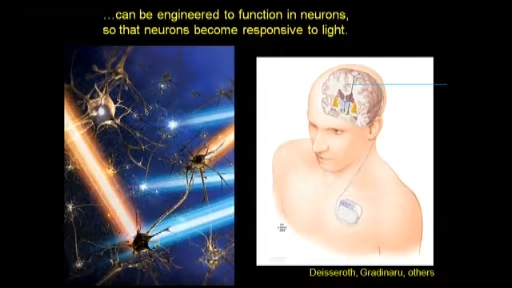 ...can be engineered to function in neurons,
so that neurons become responsive to light.
Deisseroth, Gradinaru, others